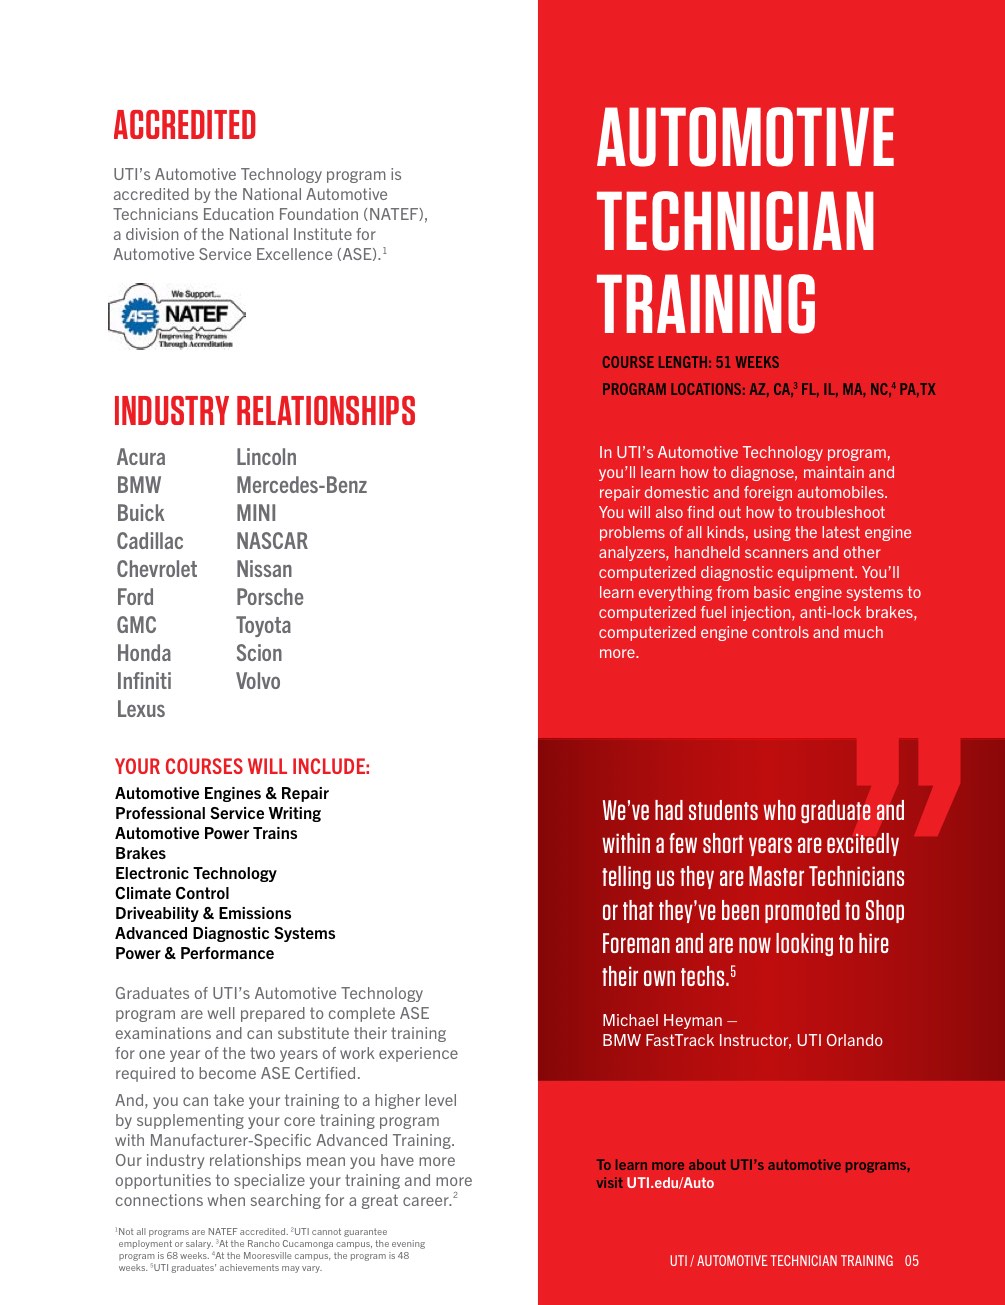 ACCREDITED
UTI's Automotive Technology program is
accredited by the National Automotive
Technicians Education Foundation (NATEF),
a division of the National Institute for
Automotive Service Excellence (ASE).¹
We Support...
ASE NATEF
Improving Programs
Through Accreditation
INDUSTRY RELATIONSHIPS
Acura
BMW
Buick
Cadillac
Chevrolet
Ford
GMC
Honda
Infiniti
Lexus
Lincoln
Mercedes-Benz
MINI
NASCAR
Nissan
Porsche
Toyota
Scion
Volvo
YOUR COURSES WILL INCLUDE:
Automotive Engines & Repair
Professional Service Writing
Automotive Power Trains
Brakes
Electronic Technology
Climate Control
Driveability & Emissions
Advanced Diagnostic Systems
Power & Performance
Graduates of UTI's Automotive Technology
program are well prepared to complete ASE
examinations and can substitute their training
for one year of the two years of work experience
required to become ASE Certified.
And, you can take your training to a higher level
by supplementing your core training program
with Manufacturer-Specific Advanced Training.
Our industry relationships mean you have more
opportunities to specialize your training and more
connections when searching for a great career.²
¹Not all programs are NATEF accredited. ²UTI cannot guarantee
employment or salary. ³At the Rancho Cucamonga campus, the evening
program is 68 weeks. ⁴At the Mooresville campus, the program is 48
weeks. ⁵UTI graduates' achievements may vary.
AUTOMOTIVE
TECHNICIAN
TRAINING
COURSE LENGTH: 51 WEEKS
PROGRAM LOCATIONS: AZ, CA,³ FL, IL, MA, NC,⁴ PA,TX
In UTI's Automotive Technology program,
you'll learn how to diagnose, maintain and
repair domestic and foreign automobiles.
You will also find out how to troubleshoot
problems of all kinds, using the latest engine
analyzers, handheld scanners and other
computerized diagnostic equipment. You'll
learn everything from basic engine systems to
computerized fuel injection, anti-lock brakes,
computerized engine controls and much
more.
”
We've had students who graduate and
within a few short years are excitedly
telling us they are Master Technicians
or that they've been promoted to Shop
Foreman and are now looking to hire
their own techs.⁵
Michael Heyman –
BMW FastTrack Instructor, UTI Orlando
To learn more about UTI's automotive programs,
visit UTI.edu/Auto
UTI / AUTOMOTIVE TECHNICIAN TRAINING 05